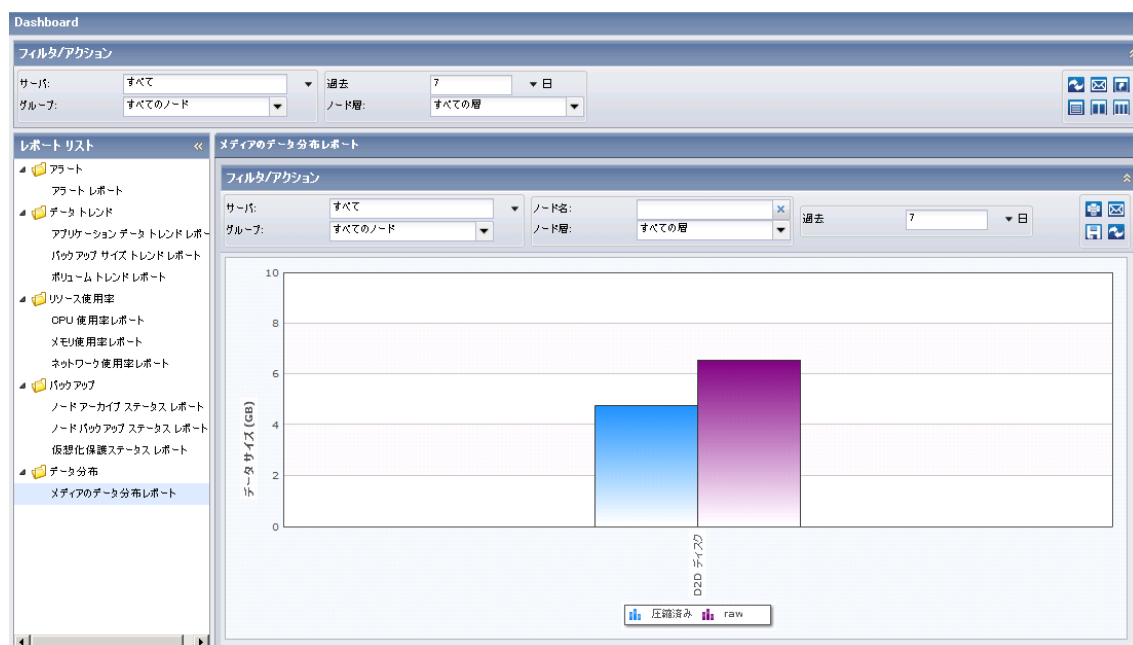 Dashboard
フィルタ/アクション
サーバ: すべて 過去 7 日
グループ: すべてのノード ノード層: すべての層
レポート リスト «
アラート
アラート レポート
データ トレンド
アプリケーション データ トレンド レポー
バックアップ サイズ トレンド レポート
ボリューム トレンド レポート
リソース使用率
CPU 使用率レポート
メモリ使用率レポート
ネットワーク使用率レポート
バックアップ
ノード アーカイブ ステータス レポート
ノード バックアップ ステータス レポート
仮想化保護ステータス レポート
データ分布
メディアのデータ分布レポート
メディアのデータ分布レポート
フィルタ/アクション
サーバ: すべて ノード名: 過去 7 日
グループ: すべてのノード ノード層: すべての層
データ サイズ (GB)
10
8
6
4
2
0
D2D ディスク
圧縮済み raw